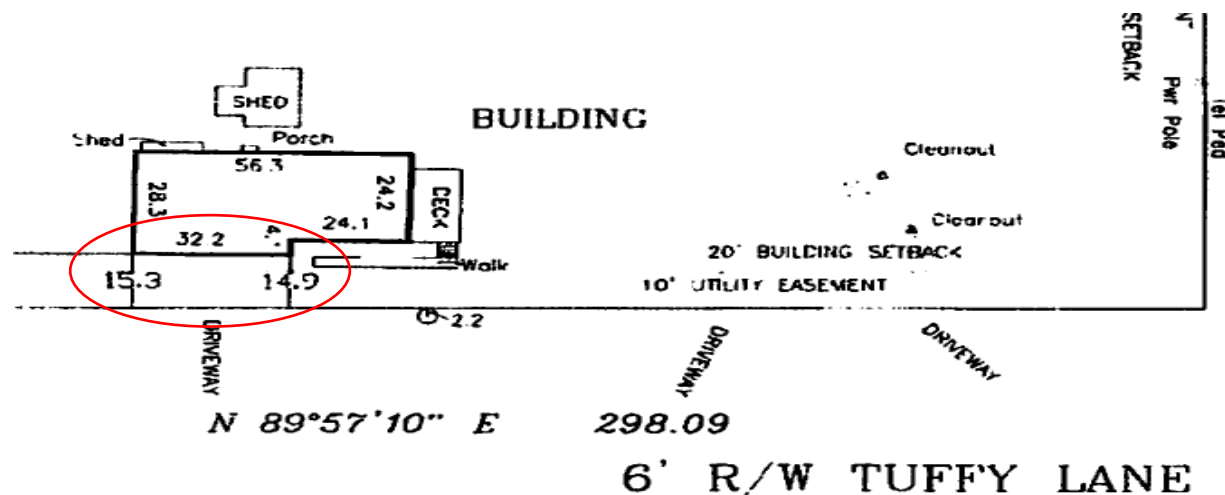 SETBACK
Pwr Pole
SHED
BUILDING
Porch
56.3
Cleanout
28.3
24.2
DECK
24.1
32.2
Cleanout
20' BUILDING SETBACK
Walk
15.3
14.9
10' UTILITY EASEMENT
2.2
DRIVEWAY
DRIVEWAY
DRIVEWAY
N 89°57'10" E 298.09
6' R/W TUFFY LANE